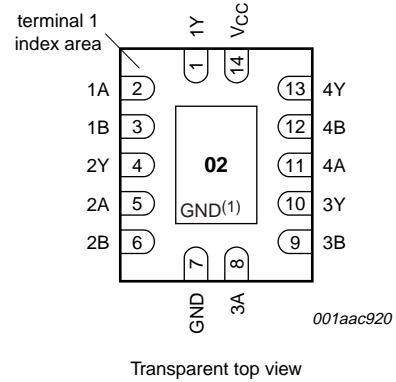 terminal 1
index area
1Y
VCC
1
14
1A 2
13 4Y
1B 3
12 4B
2Y 4
02
11 4A
2A 5
GND(1)
10 3Y
2B 6
9 3B
7
8
GND
3A
001aac920
Transparent top view